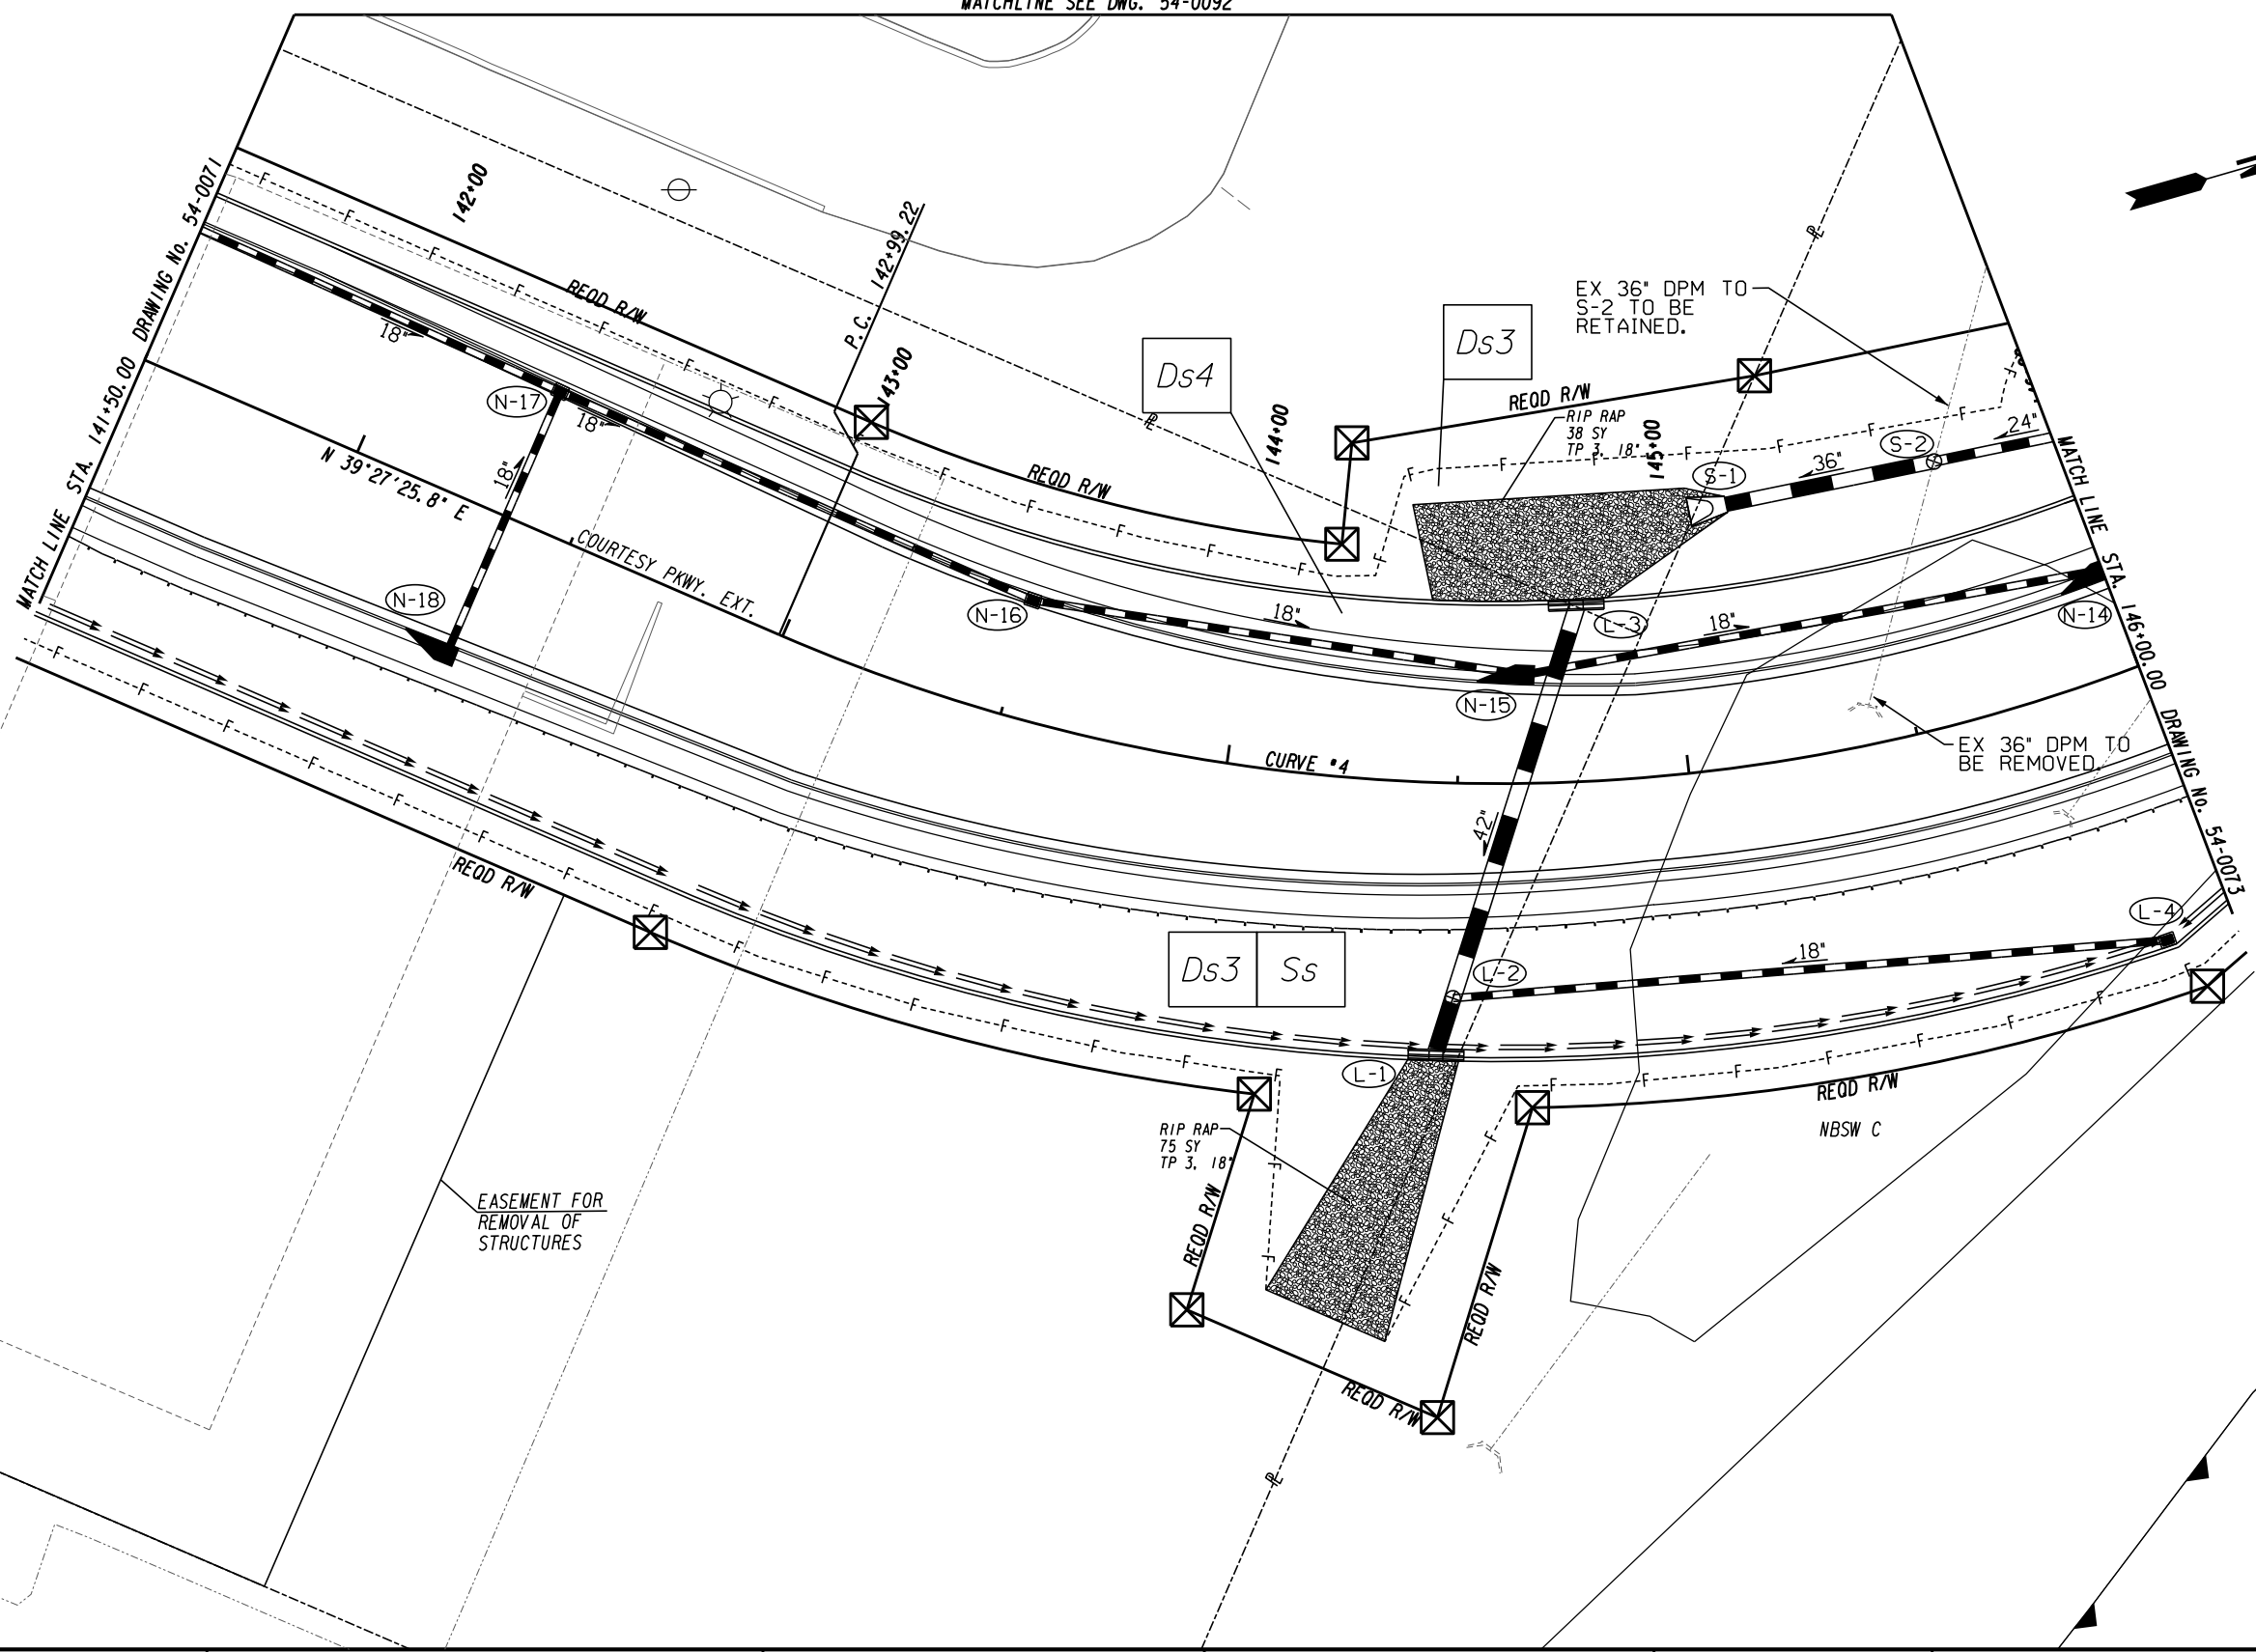 MATCHLINE SEE DWG. 54-0092
MATCH LINE STA. 141+50.00 DRAWING No. 54-0071
142+00
REQD R/W
P.C. 142+99.22
143+00
18"
N-17
18"
18"
N 39°27'25.8" E
COURTESY PKWY. EXT.
N-18
N-16
REQD R/W
Ds4
Ds3
144+00
EX 36" DPM TO
S-2 TO BE
RETAINED.
REQD R/W
RIP RAP
38 SY
TP 3, 18"
145+00
S-1
36"
S-2
24"
18"
L-3
18"
N-14
N-15
MATCH LINE STA. 146+00.00 DRAWING No. 54-0073
CURVE #4
EX 36" DPM TO
BE REMOVED.
42"
Ds3
Ss
L-2
18"
L-4
L-1
REQD R/W
REQD R/W
NBSW C
RIP RAP
75 SY
TP 3, 18"
REQD R/W
REQD R/W
REQD R/W
EASEMENT FOR
REMOVAL OF
STRUCTURES